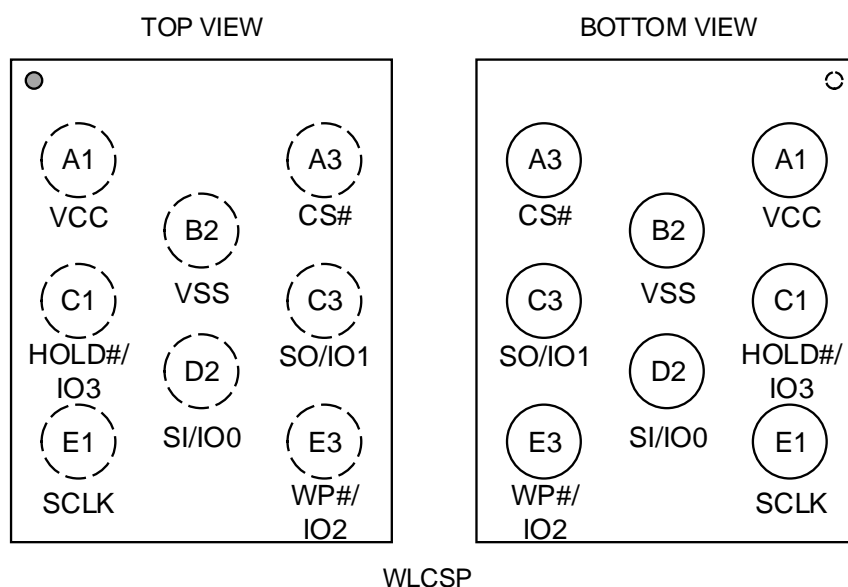 TOP VIEW
BOTTOM VIEW
A1
VCC
A3
CS#
B2
VSS
C1
HOLD#/
IO3
C3
SO/IO1
D2
SI/IO0
E1
SCLK
E3
WP#/
IO2
A3
CS#
A1
VCC
B2
VSS
C3
SO/IO1
C1
HOLD#/
IO3
D2
SI/IO0
E3
WP#/
IO2
E1
SCLK
WLCSP